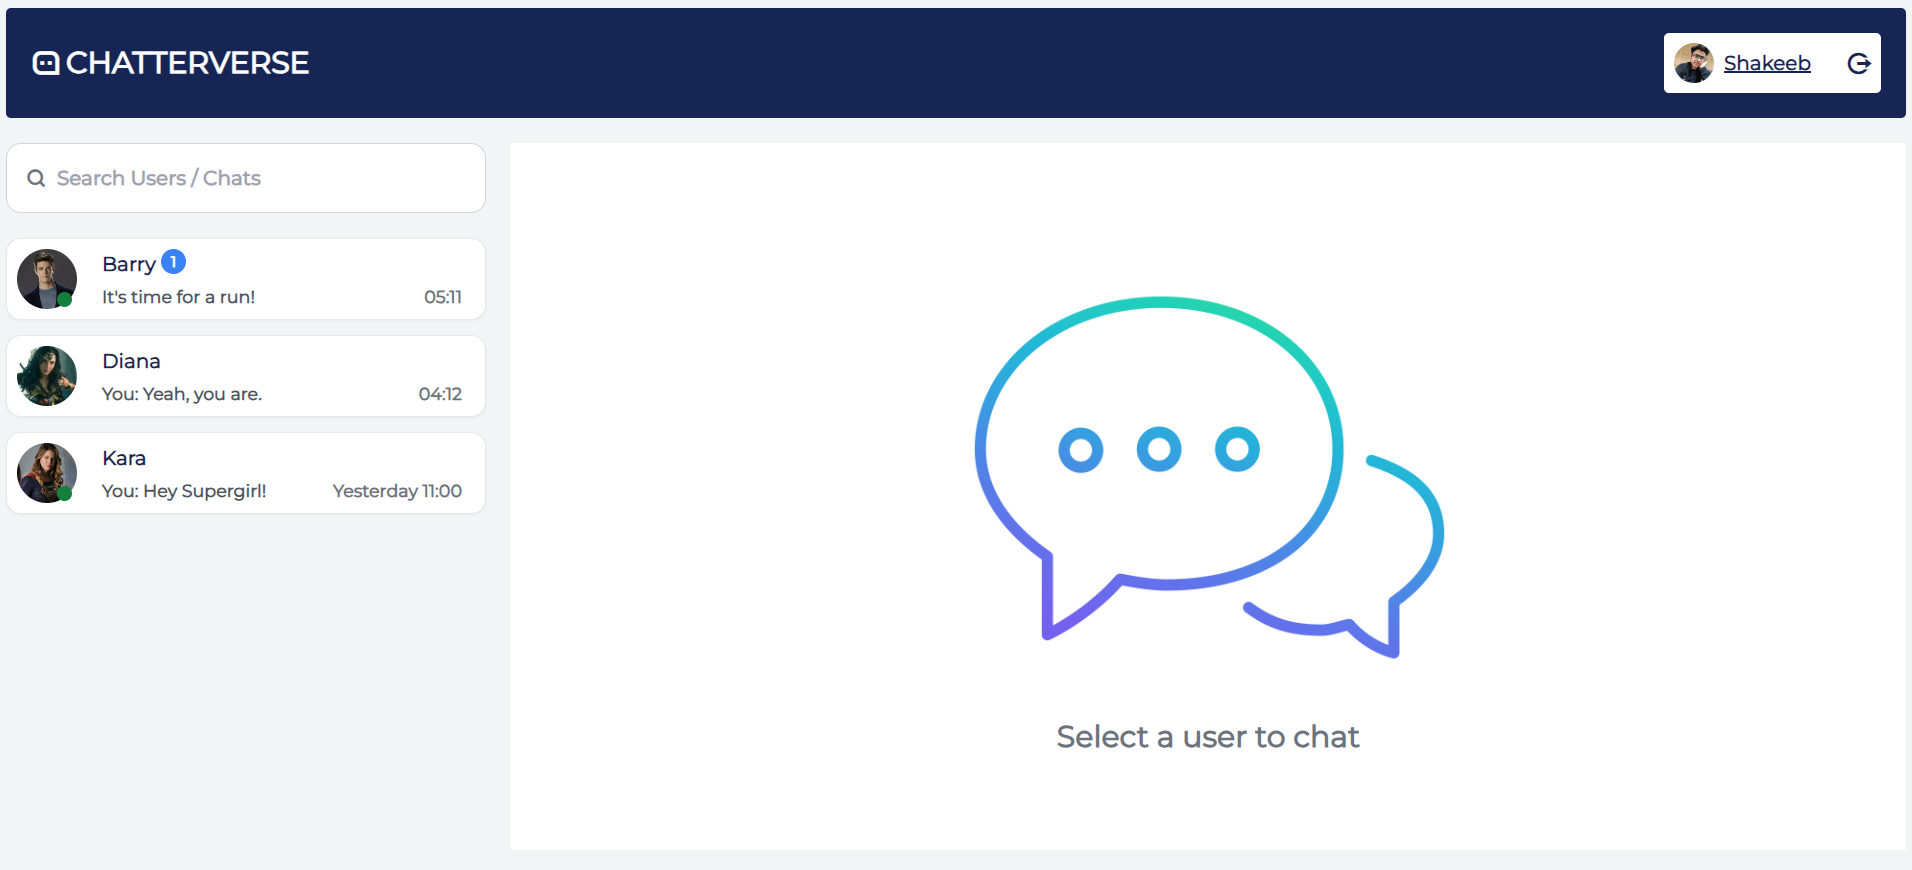 CHATTERVERSE
Shakeeb
Search Users / Chats
Barry 1
It's time for a run! 05:11
Diana
You: Yeah, you are. 04:12
Kara
You: Hey Supergirl! Yesterday 11:00
Select a user to chat